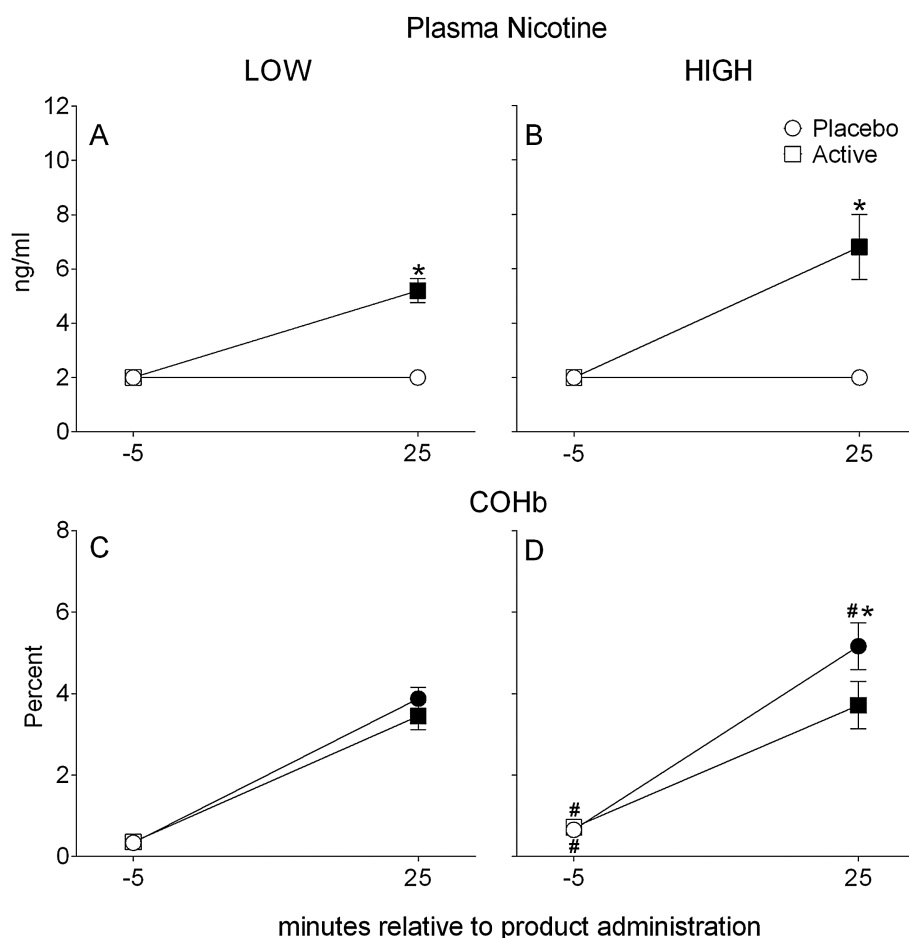 Plasma Nicotine
LOW
HIGH
12
10
8
6
4
2
0
ng/ml
A
*
-5
25
B
Placebo
Active
*
-5
25
COHb
8
6
4
2
0
Percent
C
-5
25
D
#*
#
#
-5
25
minutes relative to product administration